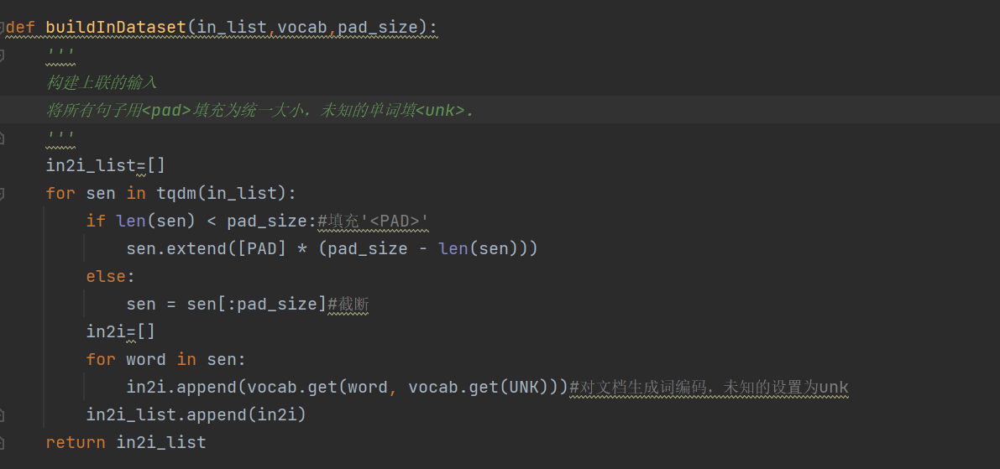 def buildInDataset(in_list,vocab,pad_size):
    '''
    构建上联的输入
    将所有句子用<pad>填充为统一大小，未知的单词填<unk>.
    '''
    in2i_list=[]
    for sen in tqdm(in_list):
        if len(sen) < pad_size:#填充'<PAD>'
            sen.extend([PAD] * (pad_size - len(sen)))
        else:
            sen = sen[:pad_size]#截断
        in2i=[]
        for word in sen:
            in2i.append(vocab.get(word, vocab.get(UNK)))#对文档生成词编码，未知的设置为unk
        in2i_list.append(in2i)
    return in2i_list